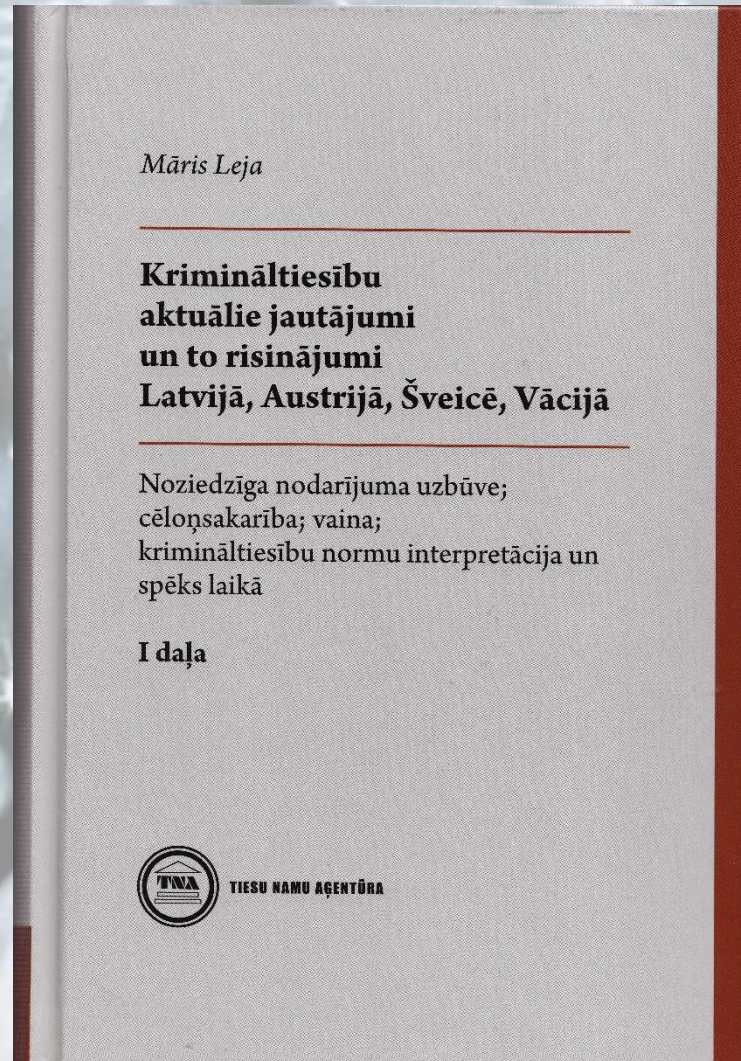 Māris Leja
Krimināltiesību
aktuālie jautājumi
un to risinājumi
Latvijā, Austrijā, Šveicē, Vācijā
Noziedzīga nodarījuma uzbūve;
cēloņsakarība; vaina;
krimināltiesību normu interpretācija un
spēks laikā
I daļa
TNA
TIESU NAMU AĢENTŪRA